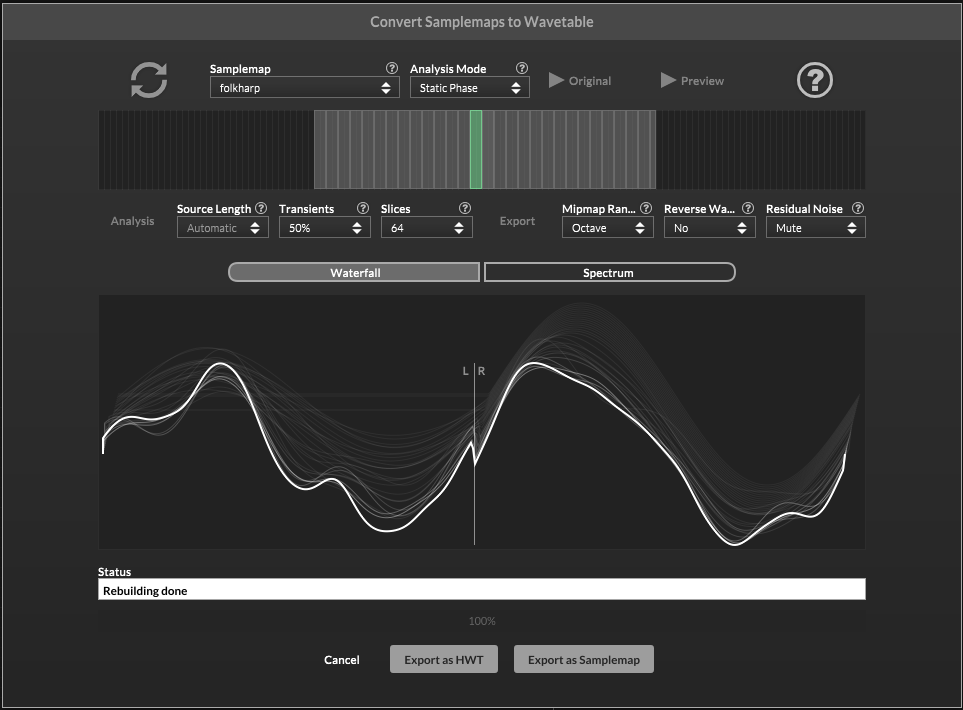 Convert Samplemaps to Wavetable
Samplemap ? Analysis Mode ?
folkharp Static Phase Original Preview ?
Analysis Source Length ? Transients ? Slices ? Export Mipmap Ran... ? Reverse Wa... ? Residual Noise ?
Automatic 50% 64 Octave No Mute
Waterfall Spectrum
L R
Status
Rebuilding done
100%
Cancel Export as HWT Export as Samplemap